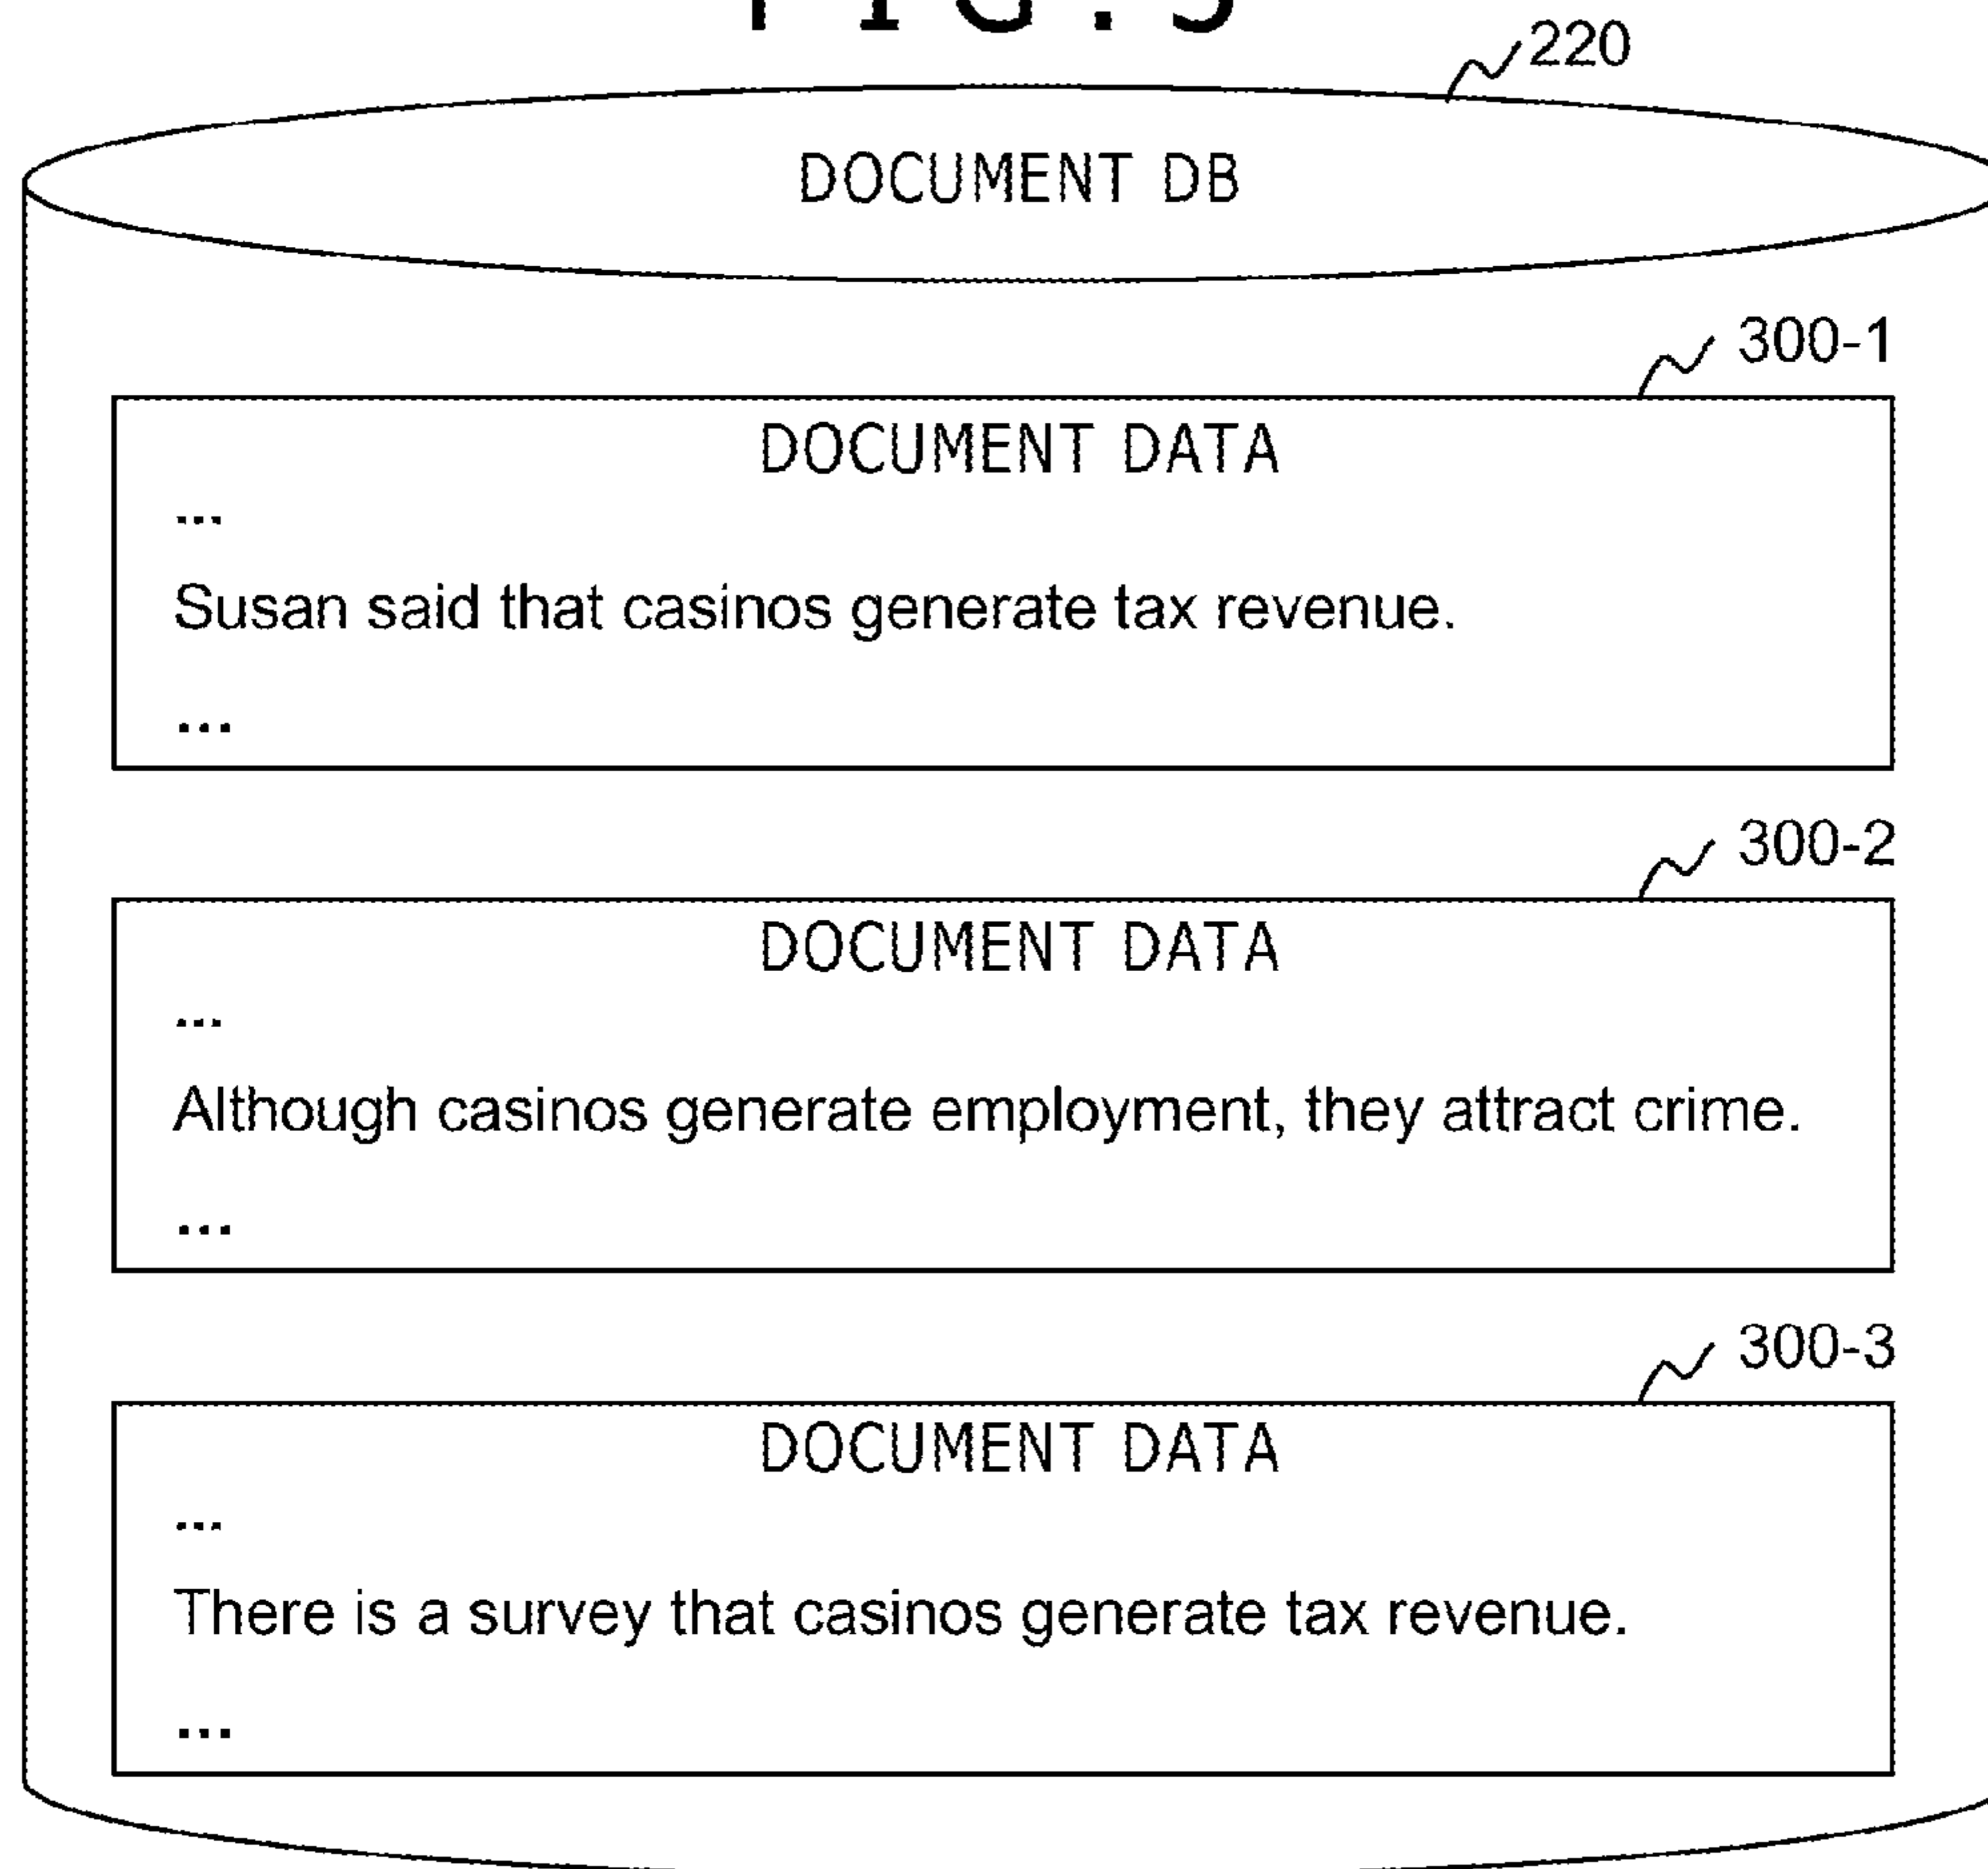 220
DOCUMENT DB
300-1
DOCUMENT DATA
...
Susan said that casinos generate tax revenue.
...
300-2
DOCUMENT DATA
...
Although casinos generate employment, they attract crime.
...
300-3
DOCUMENT DATA
...
There is a survey that casinos generate tax revenue.
...